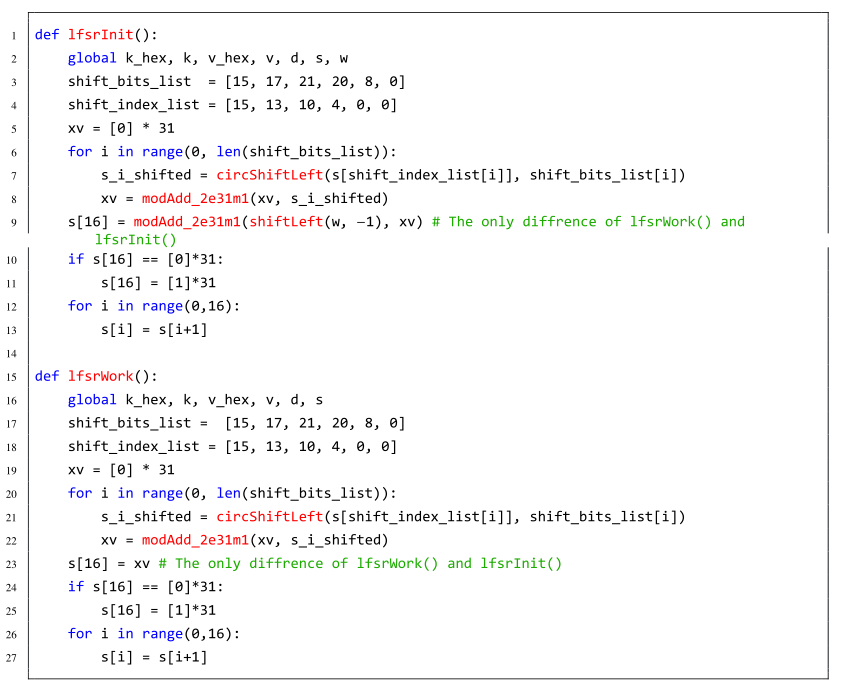 1 def lfsrInit():
2 global k_hex, k, v_hex, v, d, s, w
3 shift_bits_list  = [15, 17, 21, 20, 8, 0]
4 shift_index_list = [15, 13, 10, 4, 0, 0]
5 xv = [0] * 31
6 for i in range(0, len(shift_bits_list)):
7 s_i_shifted = circShiftLeft(s[shift_index_list[i]], shift_bits_list[i])
8 xv = modAdd_2e31m1(xv, s_i_shifted)
9 s[16] = modAdd_2e31m1(shiftLeft(w, −1), xv) # The only diffrence of lfsrWork() and
lfsrInit()
10 if s[16] == [0]*31:
11 s[16] = [1]*31
12 for i in range(0,16):
13 s[i] = s[i+1]
14
15 def lfsrWork():
16 global k_hex, k, v_hex, v, d, s
17 shift_bits_list =  [15, 17, 21, 20, 8, 0]
18 shift_index_list = [15, 13, 10, 4, 0, 0]
19 xv = [0] * 31
20 for i in range(0, len(shift_bits_list)):
21 s_i_shifted = circShiftLeft(s[shift_index_list[i]], shift_bits_list[i])
22 xv = modAdd_2e31m1(xv, s_i_shifted)
23 s[16] = xv # The only diffrence of lfsrWork() and lfsrInit()
24 if s[16] == [0]*31:
25 s[16] = [1]*31
26 for i in range(0,16):
27 s[i] = s[i+1]